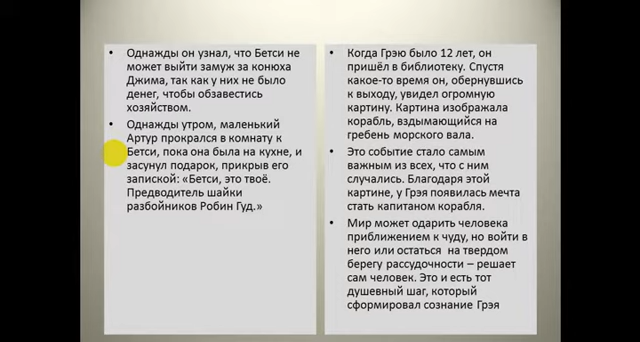 Однажды он узнал, что Бетси не
может выйти замуж за конюха
Джима, так как у них не было
денег, чтобы обзавестись
хозяйством.
Однажды утром, маленький
Артур прокрался в комнату к
Бетси, пока она была на кухне, и
засунул подарок, прикрыв его
запиской: «Бетси, это твоё.
Предводитель шайки
разбойников Робин Гуд.»
Когда Грэю было 12 лет, он
пришёл в библиотеку. Спустя
какое-то время он, обернувшись
к выходу, увидел огромную
картину. Картина изображала
корабль, вздымающийся на
гребень морского вала.
Это событие стало самым
важным из всех, что с ним
случались. Благодаря этой
картине, у Грэя появилась мечта
стать капитаном корабля.
Мир может одарить человека
приближением к чуду, но войти в
него или остаться на твердом
берегу рассудочности – решает
сам человек. Это и есть тот
душевный шаг, который
сформировал сознание Грэя